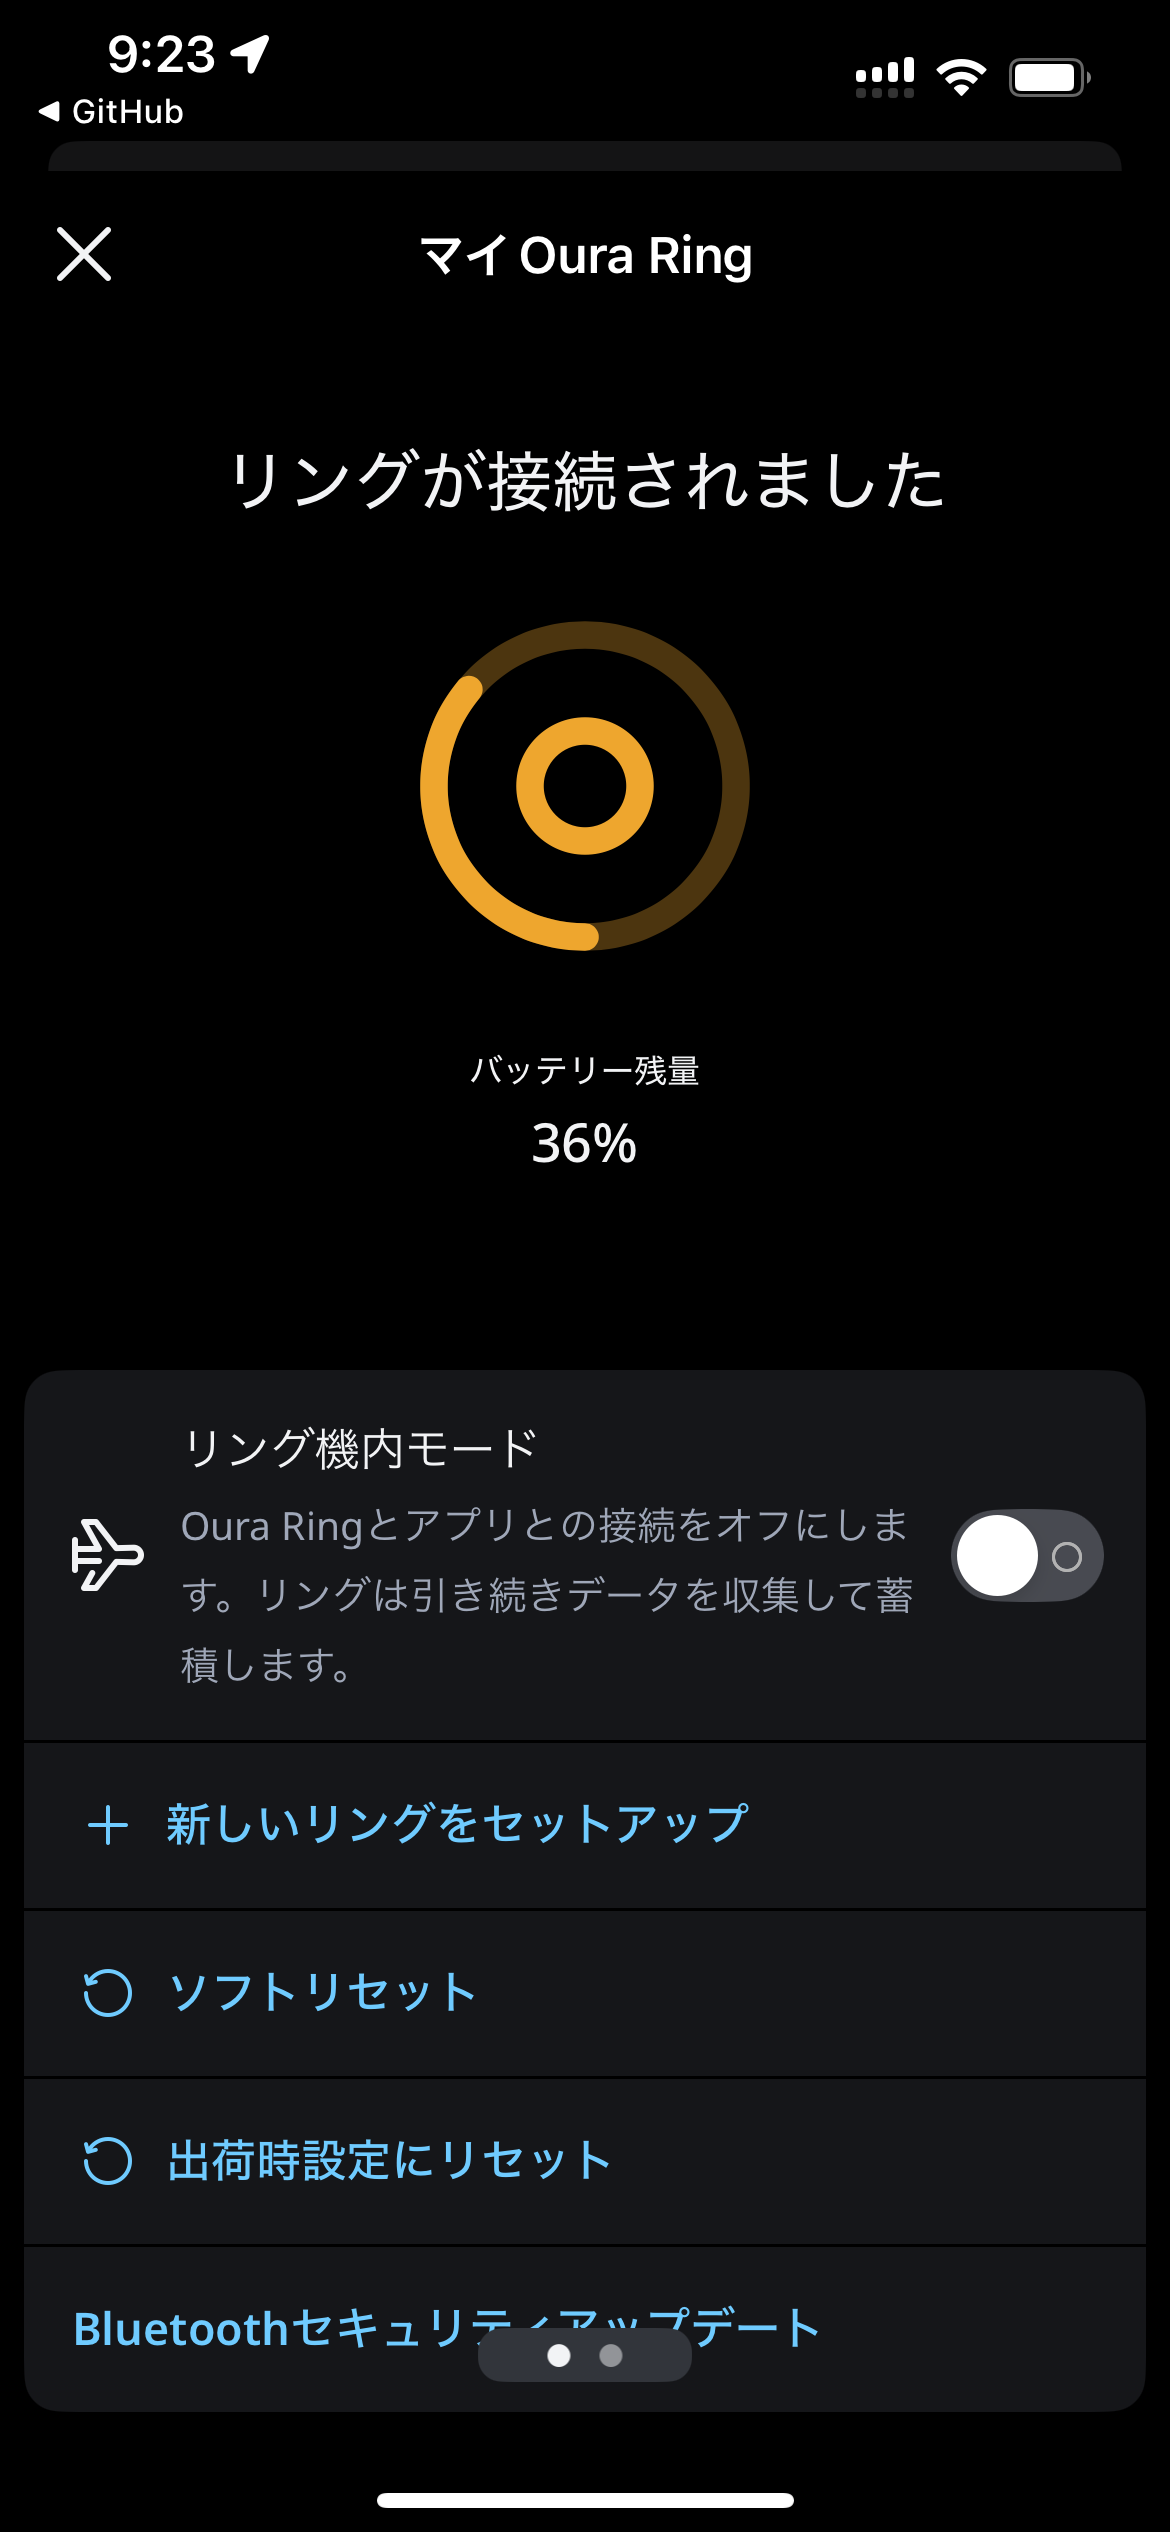 9:23
GitHub
マイ Oura Ring
リングが接続されました
バッテリー残量
36%
リング機内モード
Oura Ringとアプリとの接続をオフにしま
す。リングは引き続きデータを収集して蓄
積します。
新しいリングをセットアップ
ソフトリセット
出荷時設定にリセット
Bluetoothセキュリティアップデート